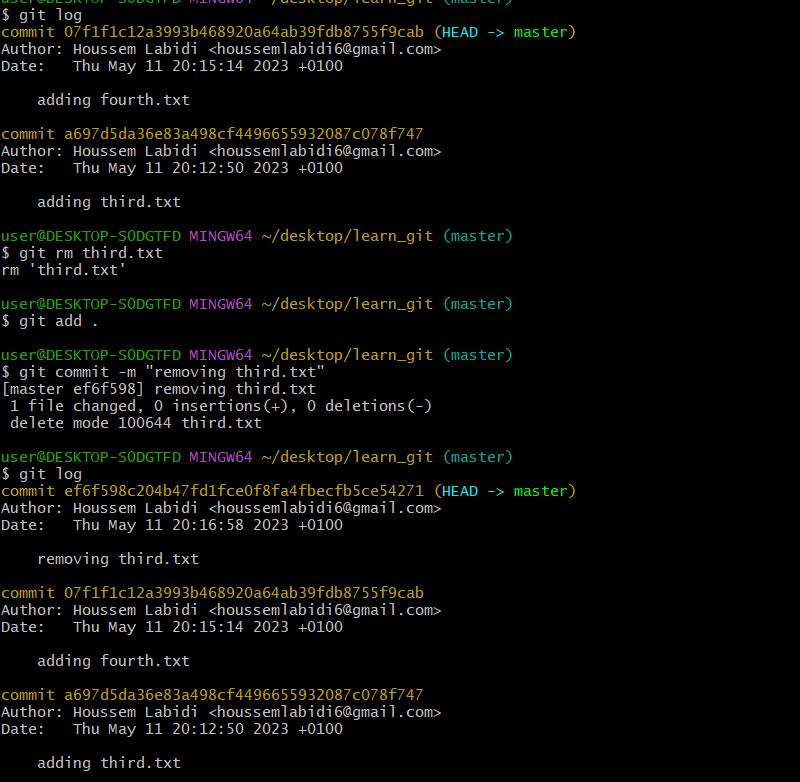 user@DESKTOP-SODGTFD MINGW64 ~/desktop/learn_git (master)
$ git log
commit 07f1f1c12a3993b468920a64ab39fdb8755f9cab (HEAD -> master)
Author: Houssem Labidi <houssemlabidi6@gmail.com>
Date:   Thu May 11 20:15:14 2023 +0100

    adding fourth.txt

commit a697d5da36e83a498cf4496655932087c078f747
Author: Houssem Labidi <houssemlabidi6@gmail.com>
Date:   Thu May 11 20:12:50 2023 +0100

    adding third.txt

user@DESKTOP-SODGTFD MINGW64 ~/desktop/learn_git (master)
$ git rm third.txt
rm 'third.txt'

user@DESKTOP-SODGTFD MINGW64 ~/desktop/learn_git (master)
$ git add .

user@DESKTOP-SODGTFD MINGW64 ~/desktop/learn_git (master)
$ git commit -m "removing third.txt"
[master ef6f598] removing third.txt
 1 file changed, 0 insertions(+), 0 deletions(-)
 delete mode 100644 third.txt

user@DESKTOP-SODGTFD MINGW64 ~/desktop/learn_git (master)
$ git log
commit ef6f598c204b47fd1fce0f8fa4fbecfb5ce54271 (HEAD -> master)
Author: Houssem Labidi <houssemlabidi6@gmail.com>
Date:   Thu May 11 20:16:58 2023 +0100

    removing third.txt

commit 07f1f1c12a3993b468920a64ab39fdb8755f9cab
Author: Houssem Labidi <houssemlabidi6@gmail.com>
Date:   Thu May 11 20:15:14 2023 +0100

    adding fourth.txt

commit a697d5da36e83a498cf4496655932087c078f747
Author: Houssem Labidi <houssemlabidi6@gmail.com>
Date:   Thu May 11 20:12:50 2023 +0100

    adding third.txt